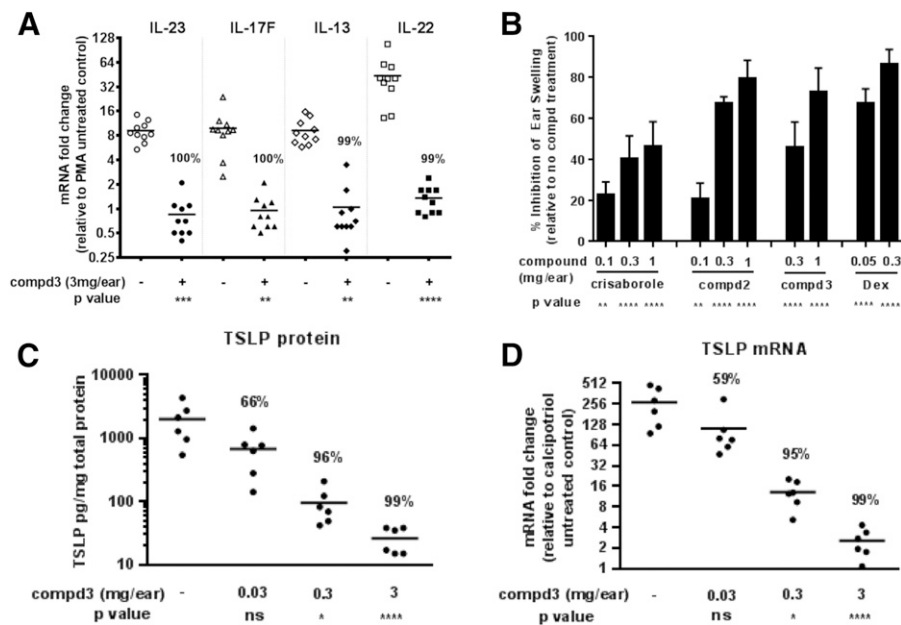 A
IL-23 IL-17F IL-13 IL-22
mRNA fold change
(relative to PMA untreated control)
128
64
32
16
8
4
2
1
0.5
0.25
100% 100% 99% 99%
compd3 (3mg/ear) - + - + - + - +
p value *** ** ** ****
B
% Inhibition of Ear Swelling
(relative to no compd treatment)
100
80
60
40
20
0
compound 0.1 0.3 1 0.1 0.3 1 0.3 1 0.05 0.3
(mg/ear) crisaborole compd2 compd3 Dex
p value ** **** **** ** **** **** **** **** **** ****
C
TSLP protein
TSLP pg/mg total protein
10000
1000
100
10
66%
96%
99%
compd3 (mg/ear) - 0.03 0.3 3
p value ns * ****
D
TSLP mRNA
mRNA fold change
(relative to calcipotriol
untreated control)
512
256
128
64
32
16
8
4
2
1
59%
95%
99%
compd3 (mg/ear) - 0.03 0.3 3
p value ns * ****